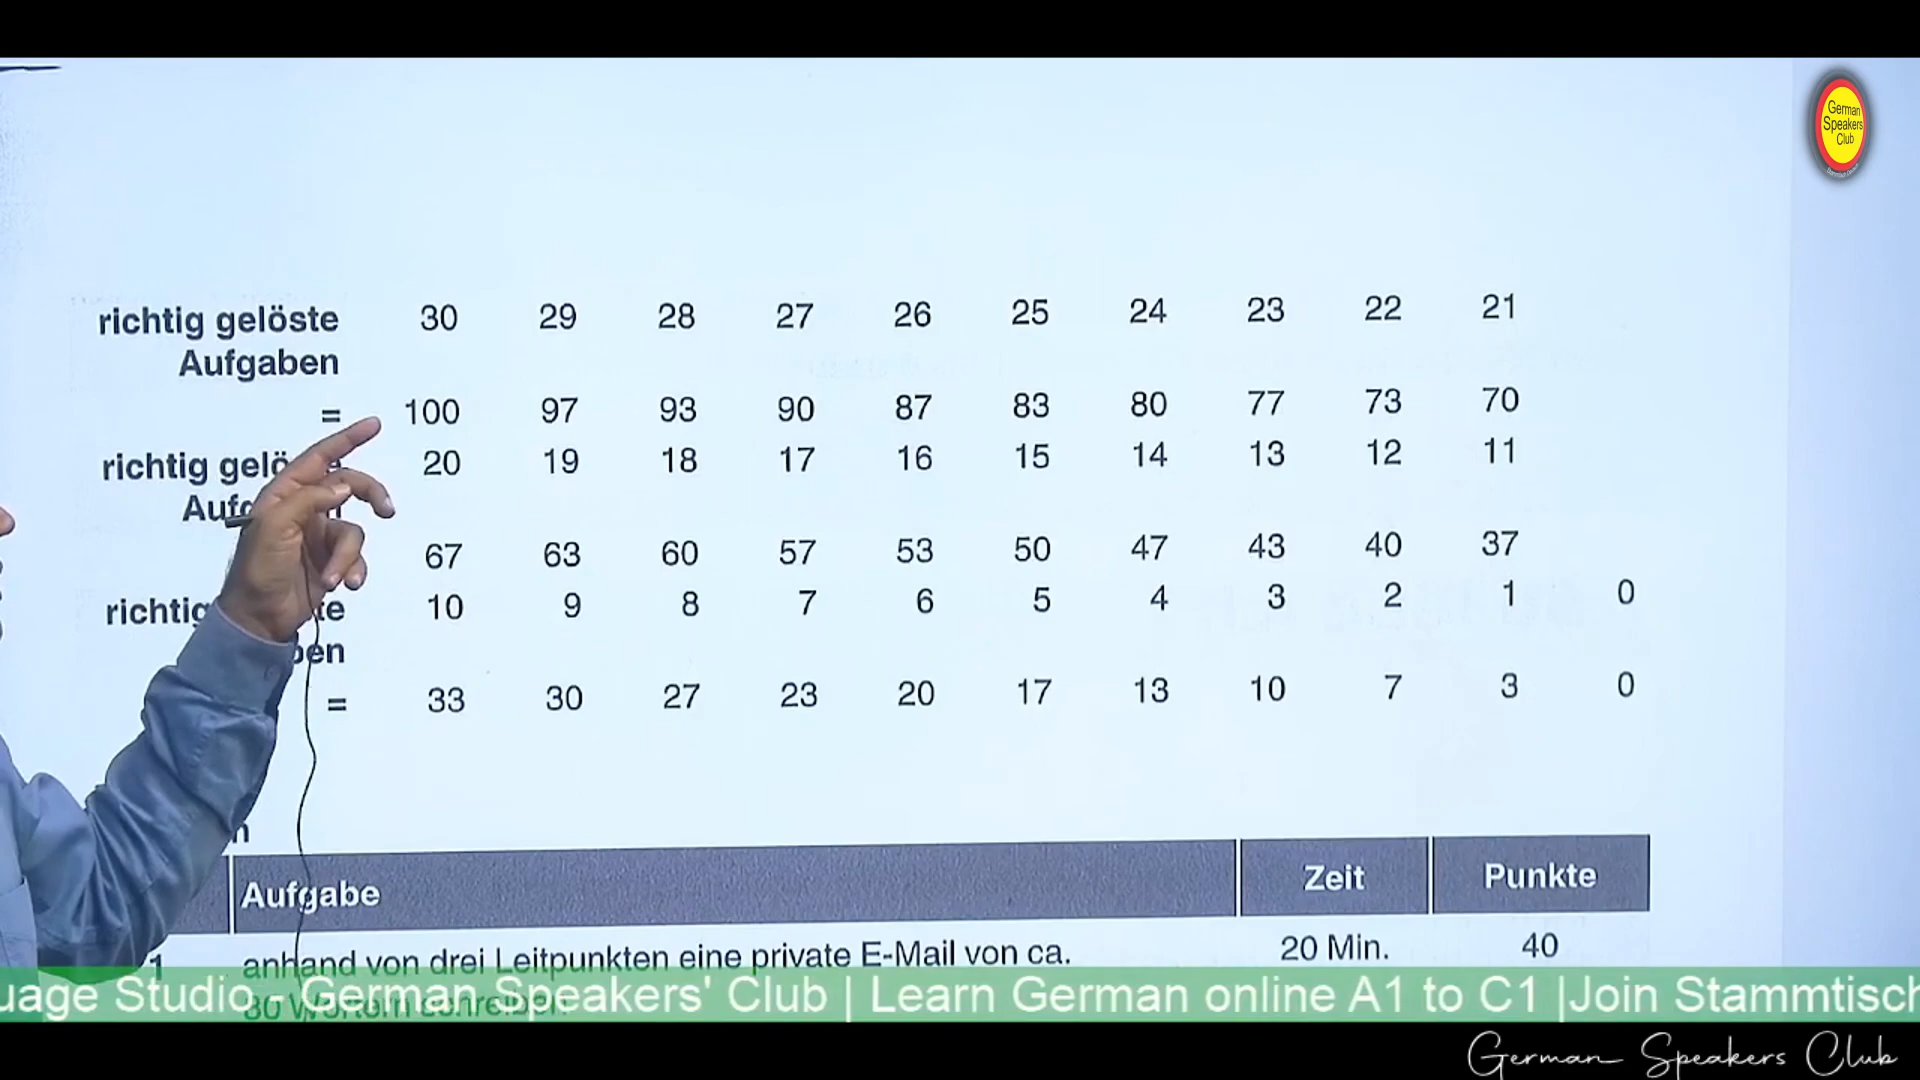 German
Speakers
Club
richtig gelöste 30 29 28 27 26 25 24 23 22 21
Aufgaben
= 100 97 93 90 87 83 80 77 73 70
richtig 20 19 18 17 16 15 14 13 12 11
67 63 60 57 53 50 47 43 40 37
10 9 8 7 6 5 4 3 2 1 0
= 33 30 27 23 20 17 13 10 7 3 0
Aufgabe Zeit Punkte
1 anhand von drei Leitpunkten eine private E-Mail von ca. 20 Min. 40
80 Wörtern schreiben
uage Studio - German Speakers' Club | Learn German online A1 to C1 |Join Stammtisch
German Speakers Club